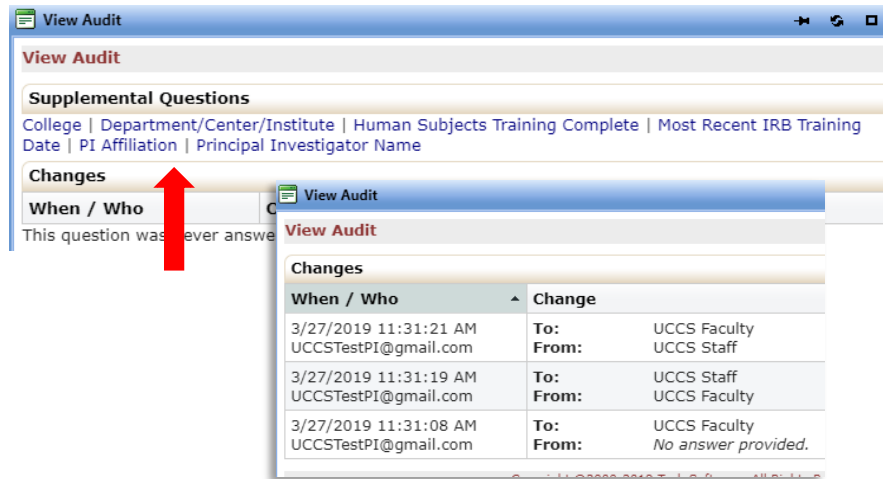 View Audit
View Audit
Supplemental Questions
College | Department/Center/Institute | Human Subjects Training Complete | Most Recent IRB Training
Date | PI Affiliation | Principal Investigator Name
Changes
When / Who
This question was
View Audit
View Audit
Changes
When / Who Change
3/27/2019 11:31:21 AM To: UCCS Faculty
UCCSTestPI@gmail.com From: UCCS Staff
3/27/2019 11:31:19 AM To: UCCS Staff
UCCSTestPI@gmail.com From: UCCS Faculty
3/27/2019 11:31:08 AM To: UCCS Faculty
UCCSTestPI@gmail.com From: No answer provided.